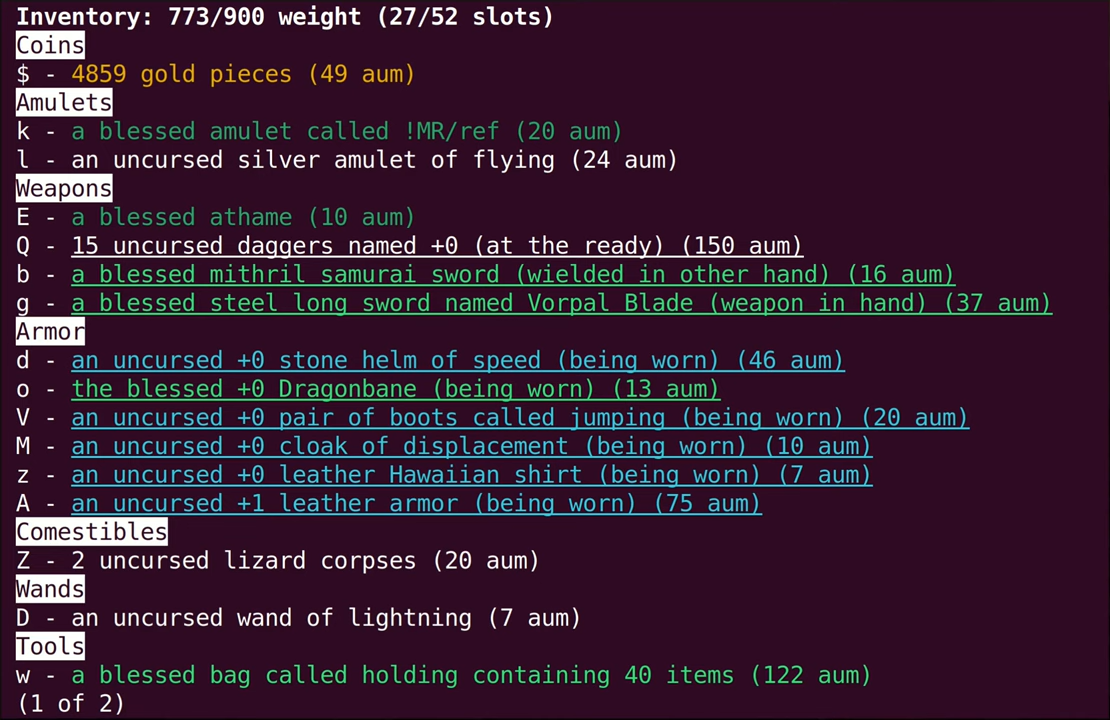 Inventory: 773/900 weight (27/52 slots)
Coins
$ - 4859 gold pieces (49 aum)
Amulets
k - a blessed amulet called !MR/ref (20 aum)
l - an uncursed silver amulet of flying (24 aum)
Weapons
E - a blessed athame (10 aum)
Q - 15 uncursed daggers named +0 (at the ready) (150 aum)
b - a blessed mithril samurai sword (wielded in other hand) (16 aum)
g - a blessed steel long sword named Vorpal Blade (weapon in hand) (37 aum)
Armor
d - an uncursed +0 stone helm of speed (being worn) (46 aum)
o - the blessed +0 Dragonbane (being worn) (13 aum)
V - an uncursed +0 pair of boots called jumping (being worn) (20 aum)
M - an uncursed +0 cloak of displacement (being worn) (10 aum)
z - an uncursed +0 leather Hawaiian shirt (being worn) (7 aum)
A - an uncursed +1 leather armor (being worn) (75 aum)
Comestibles
Z - 2 uncursed lizard corpses (20 aum)
Wands
D - an uncursed wand of lightning (7 aum)
Tools
w - a blessed bag called holding containing 40 items (122 aum)
(1 of 2)